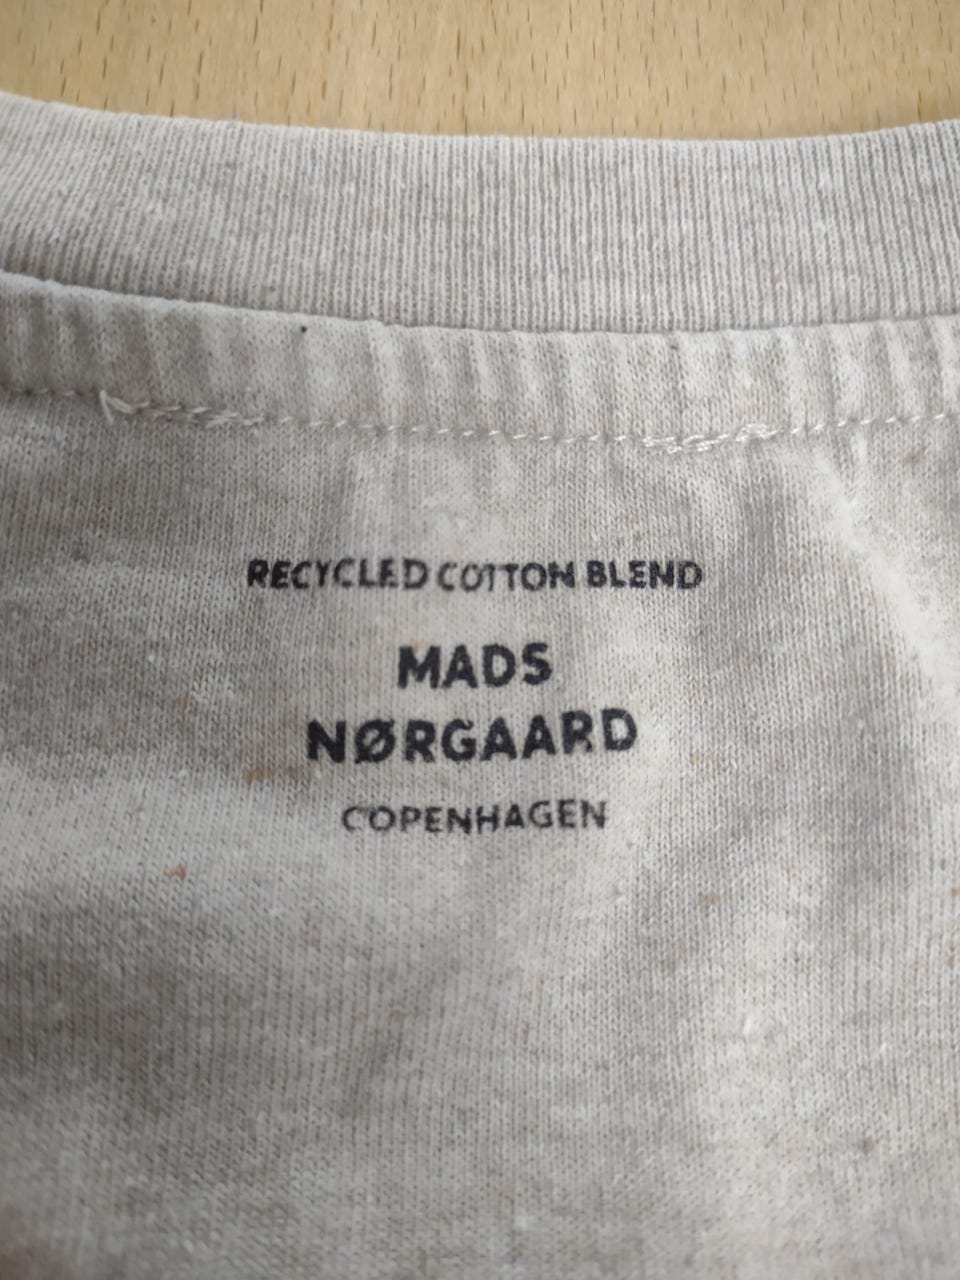 RECYCLED COTTON BLEND
MADS
NØRGAARD
COPENHAGEN